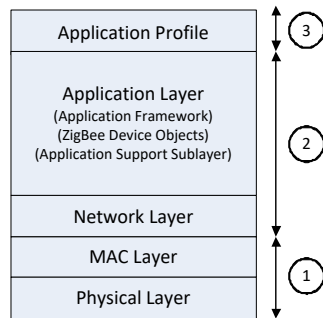 Application Profile
3
Application Layer
(Application Framework)
(ZigBee Device Objects)
(Application Support Sublayer)
2
Network Layer
MAC Layer
1
Physical Layer